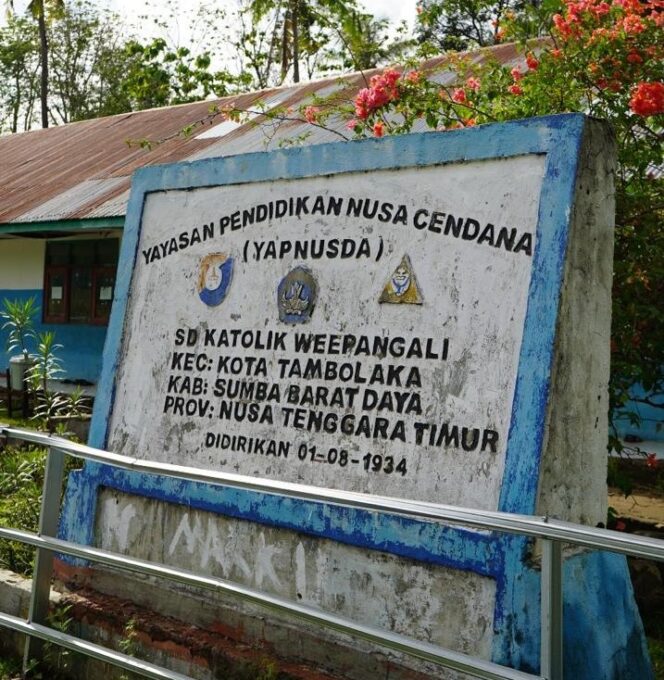 YAYASAN PENDIDIKAN NUSA CENDANA
(YAPNUSDA)
SD KATOLIK WEEPANGALI
KEC: KOTA TAMBOLAKA
KAB: SUMBA BARAT DAYA
PROV: NUSA TENGGARA TIMUR
DIDIRIKAN 01-08-1934